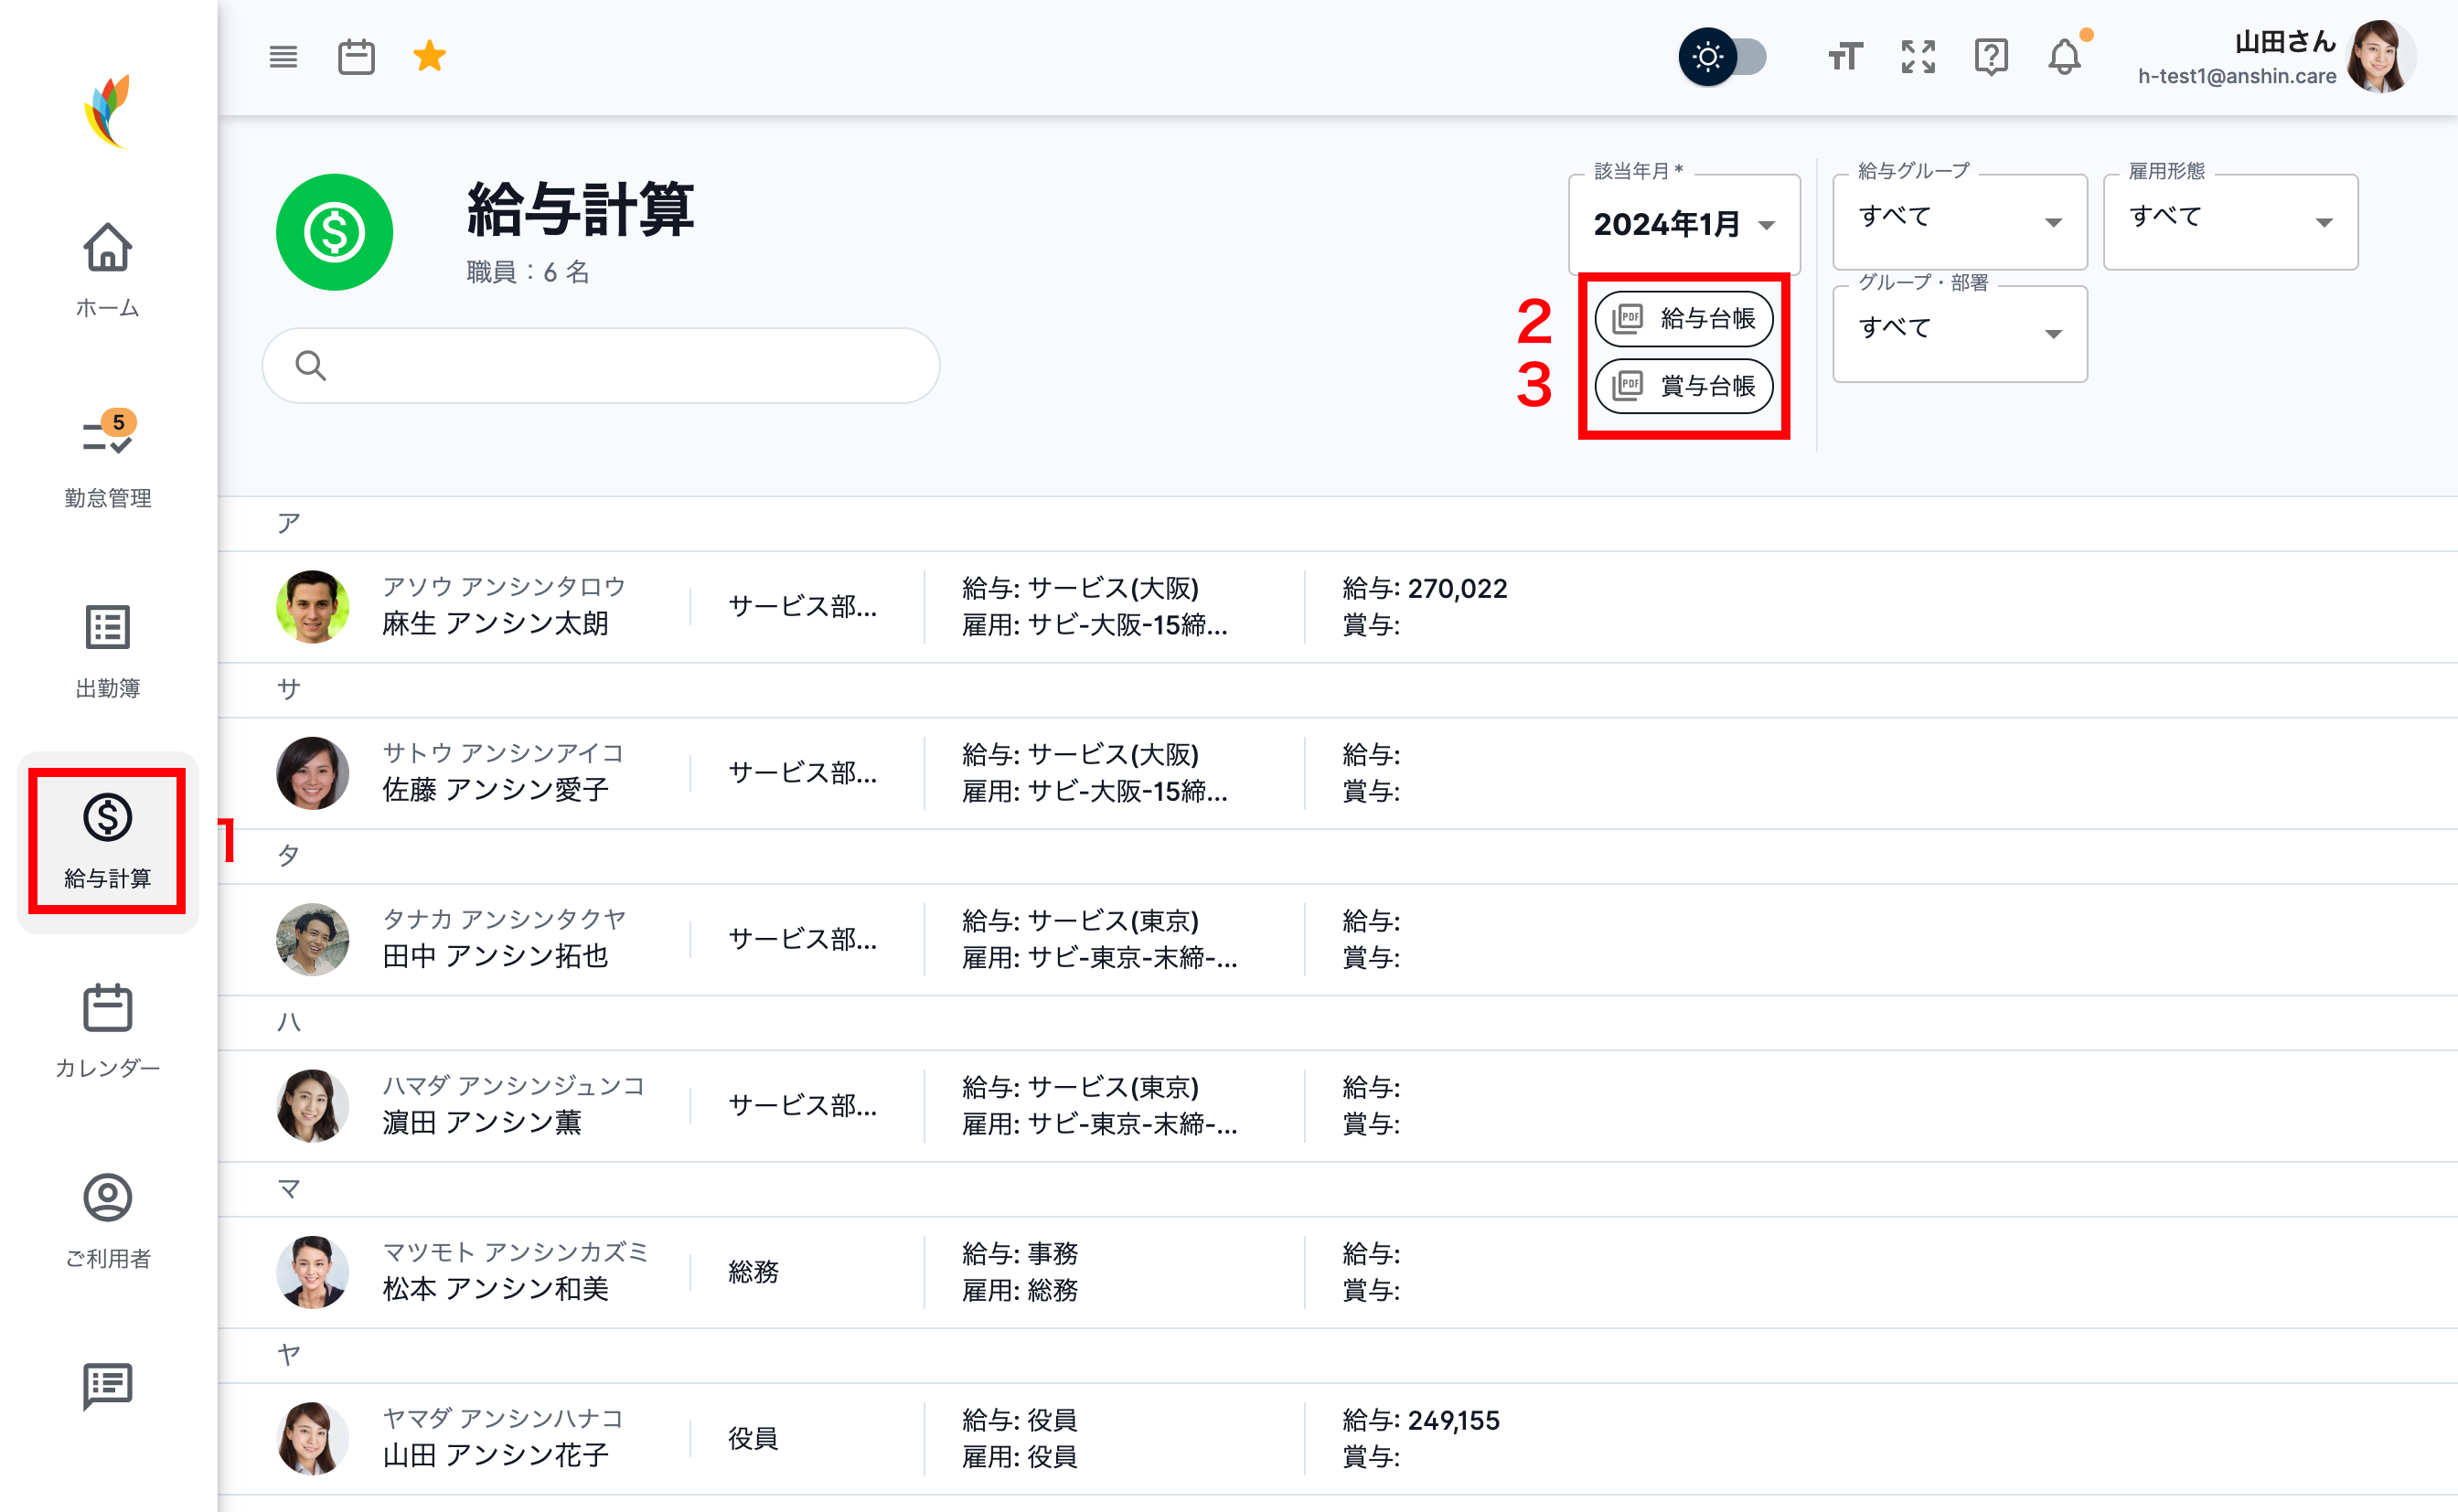 山田さん
h-test1@anshin.care
ホーム
5
勤怠管理
出勤簿
給与計算
1
カレンダー
ご利用者
給与計算
職員：6 名
該当年月*
2024年1月
給与グループ
すべて
雇用形態
すべて
2
PDF 給与台帳
3
PDF 賞与台帳
グループ・部署
すべて
ア
アソウ アンシンタロウ
麻生 アンシン太朗
サービス部...
給与: サービス(大阪)
雇用: サビ-大阪-15締...
給与: 270,022
賞与:
サ
サトウ アンシンアイコ
佐藤 アンシン愛子
サービス部...
給与: サービス(大阪)
雇用: サビ-大阪-15締...
給与:
賞与:
タ
タナカ アンシンタクヤ
田中 アンシン拓也
サービス部...
給与: サービス(東京)
雇用: サビ-東京-末締-...
給与:
賞与:
ハ
ハマダ アンシンジュンコ
濵田 アンシン薫
サービス部...
給与: サービス(東京)
雇用: サビ-東京-末締-...
給与:
賞与:
マ
マツモト アンシンカズミ
松本 アンシン和美
総務
給与: 事務
雇用: 総務
給与:
賞与:
ヤ
ヤマダ アンシンハナコ
山田 アンシン花子
役員
給与: 役員
雇用: 役員
給与: 249,155
賞与: